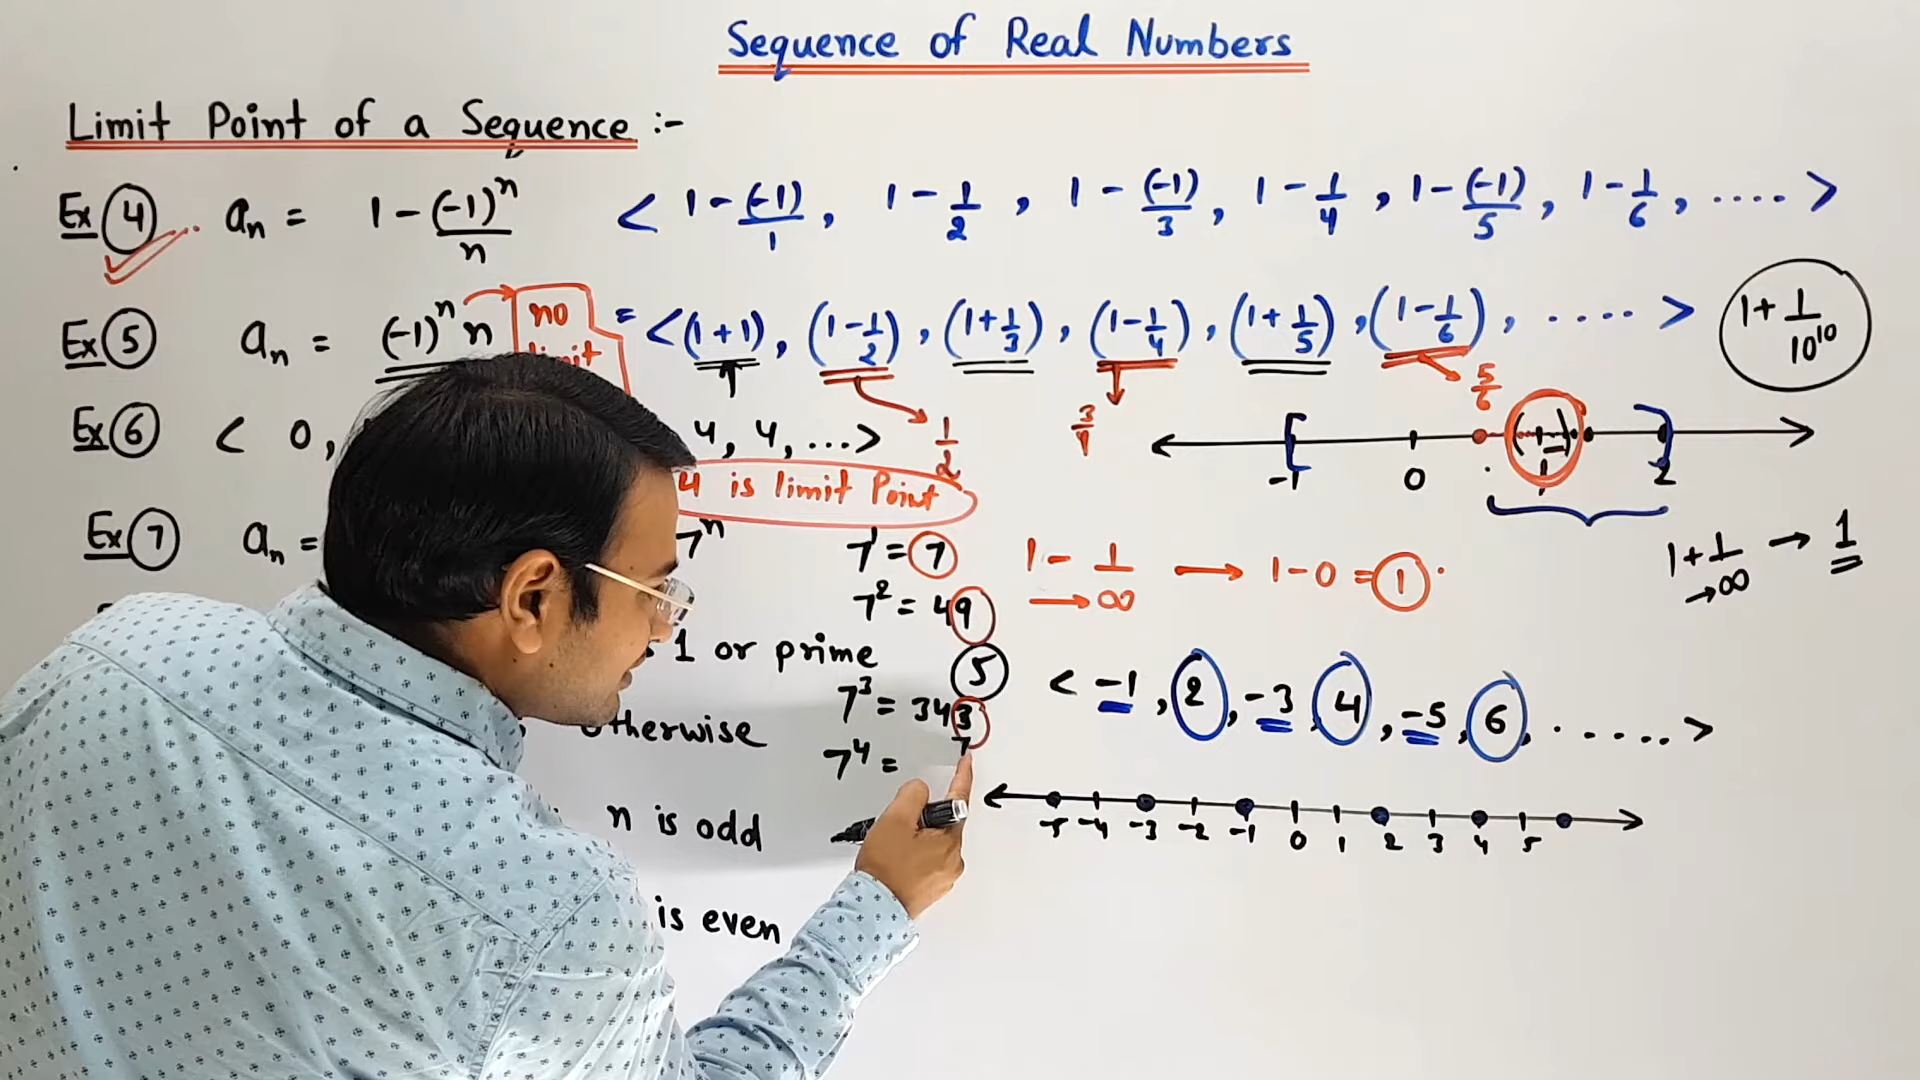 Sequence of Real Numbers
Limit Point of a Sequence :-
Ex 4 aₙ = 1 - (-1)ⁿ/n < 1 - (-1)/1, 1 - 1/2, 1 - (-1)/3, 1 - 1/4, 1 - (-1)/5, 1 - 1/6, .... >
Ex 5 aₙ = (-1)ⁿ n → no limit
= < (1+1), (1 - 1/2), (1 + 1/3), (1 - 1/4), (1 + 1/5), (1 - 1/6), ..... >
1 + 1/10¹⁰
1/2 3/4 5/6
-1 0 1 2
Ex 6 < 0, 4, 4, ...>
4 is limit Point
Ex 7 aₙ = 7ⁿ
7¹ = 7
7² = 49
5
7³ = 343
7
7⁴ =
1 - 1/→∞ → 1 - 0 = 1
1 + 1/→∞ → 1
1 or prime
otherwise
n is odd
is even
< -1, 2, -3, 4, -5, 6, ...... >
-5 -4 -3 -2 -1 0 1 2 3 4 5